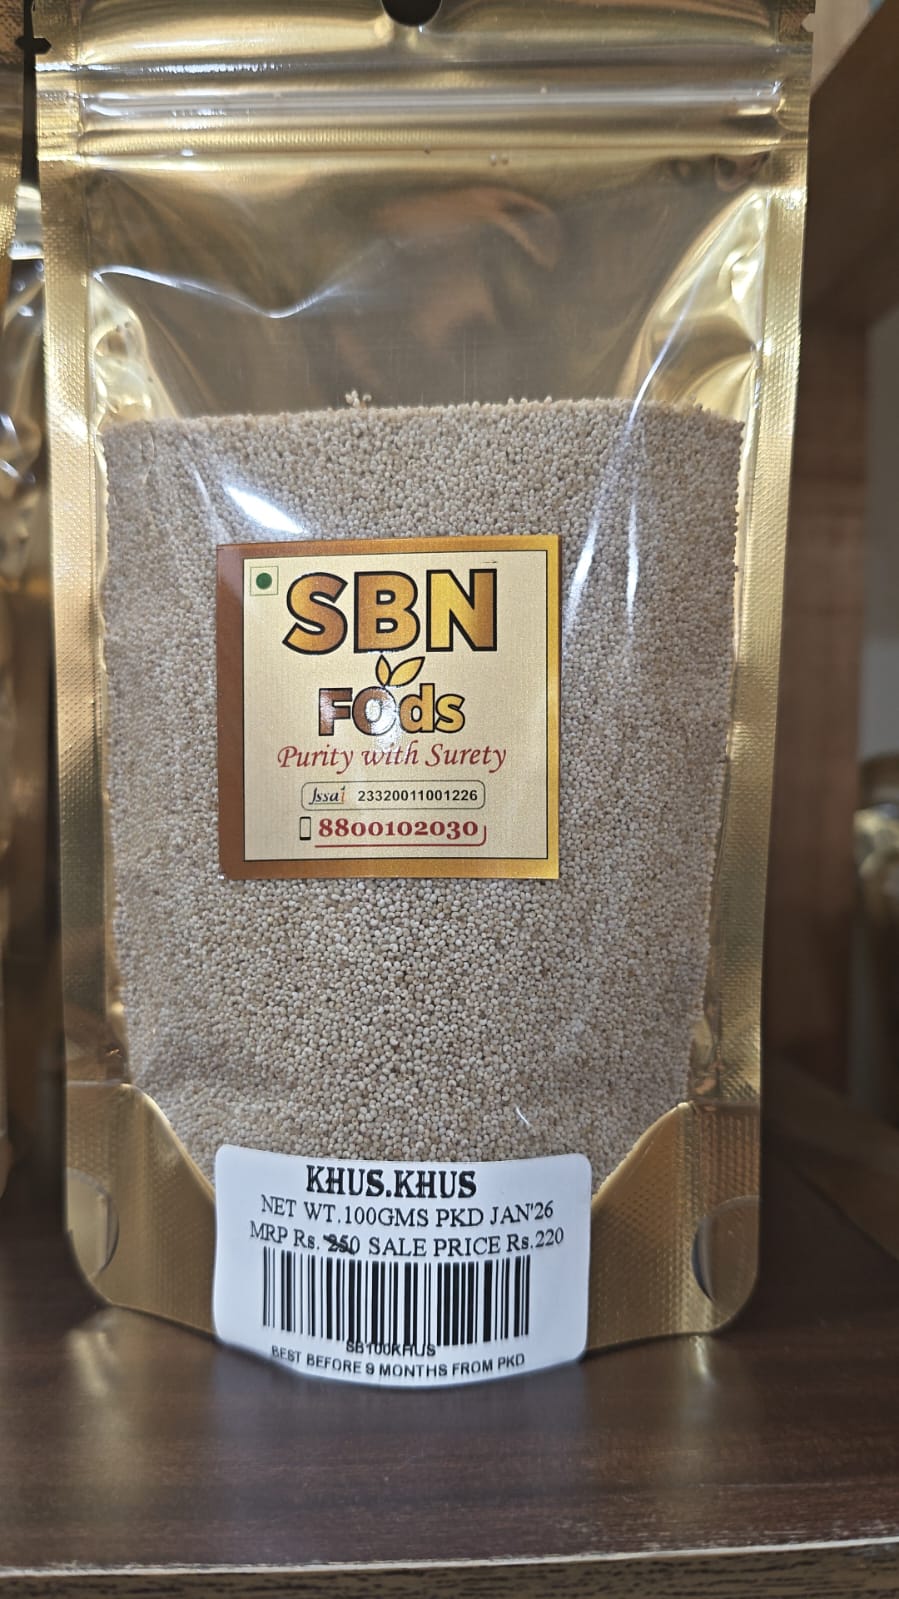 SBN
FOods
Purity with Surety
fssai 23320011001226
8800102030
KHUS.KHUS
NET WT.100GMS PKD JAN'26
MRP Rs. 250 SALE PRICE Rs.220
SB100KHUS
BEST BEFORE 9 MONTHS FROM PKD